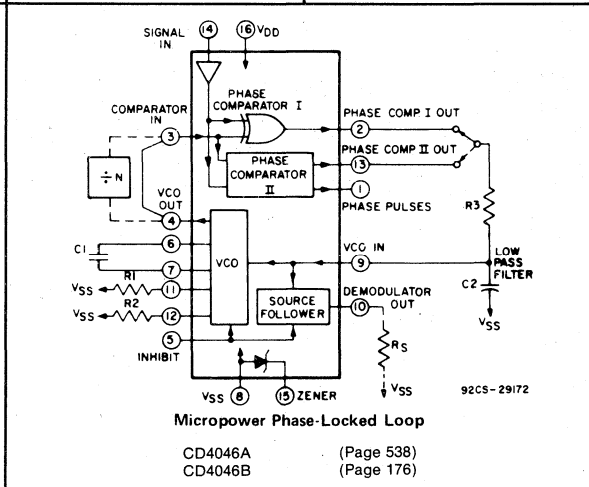 SIGNAL IN
14
16 VDD
PHASE COMPARATOR I
COMPARATOR IN
3
PHASE COMP I OUT
2
PHASE COMP II OUT
13
÷ N
PHASE COMPARATOR II
1
PHASE PULSES
VCO OUT
4
R3
6
C1
VCO
VCO IN
9
LOW PASS FILTER
7
C2
VSS R1 11
SOURCE FOLLOWER
DEMODULATOR OUT
10
VSS R2 12
VSS
5
INHIBIT
RS
VSS 8
15 ZENER
VSS
92CS-29172
Micropower Phase-Locked Loop
CD4046A (Page 538)
CD4046B (Page 176)